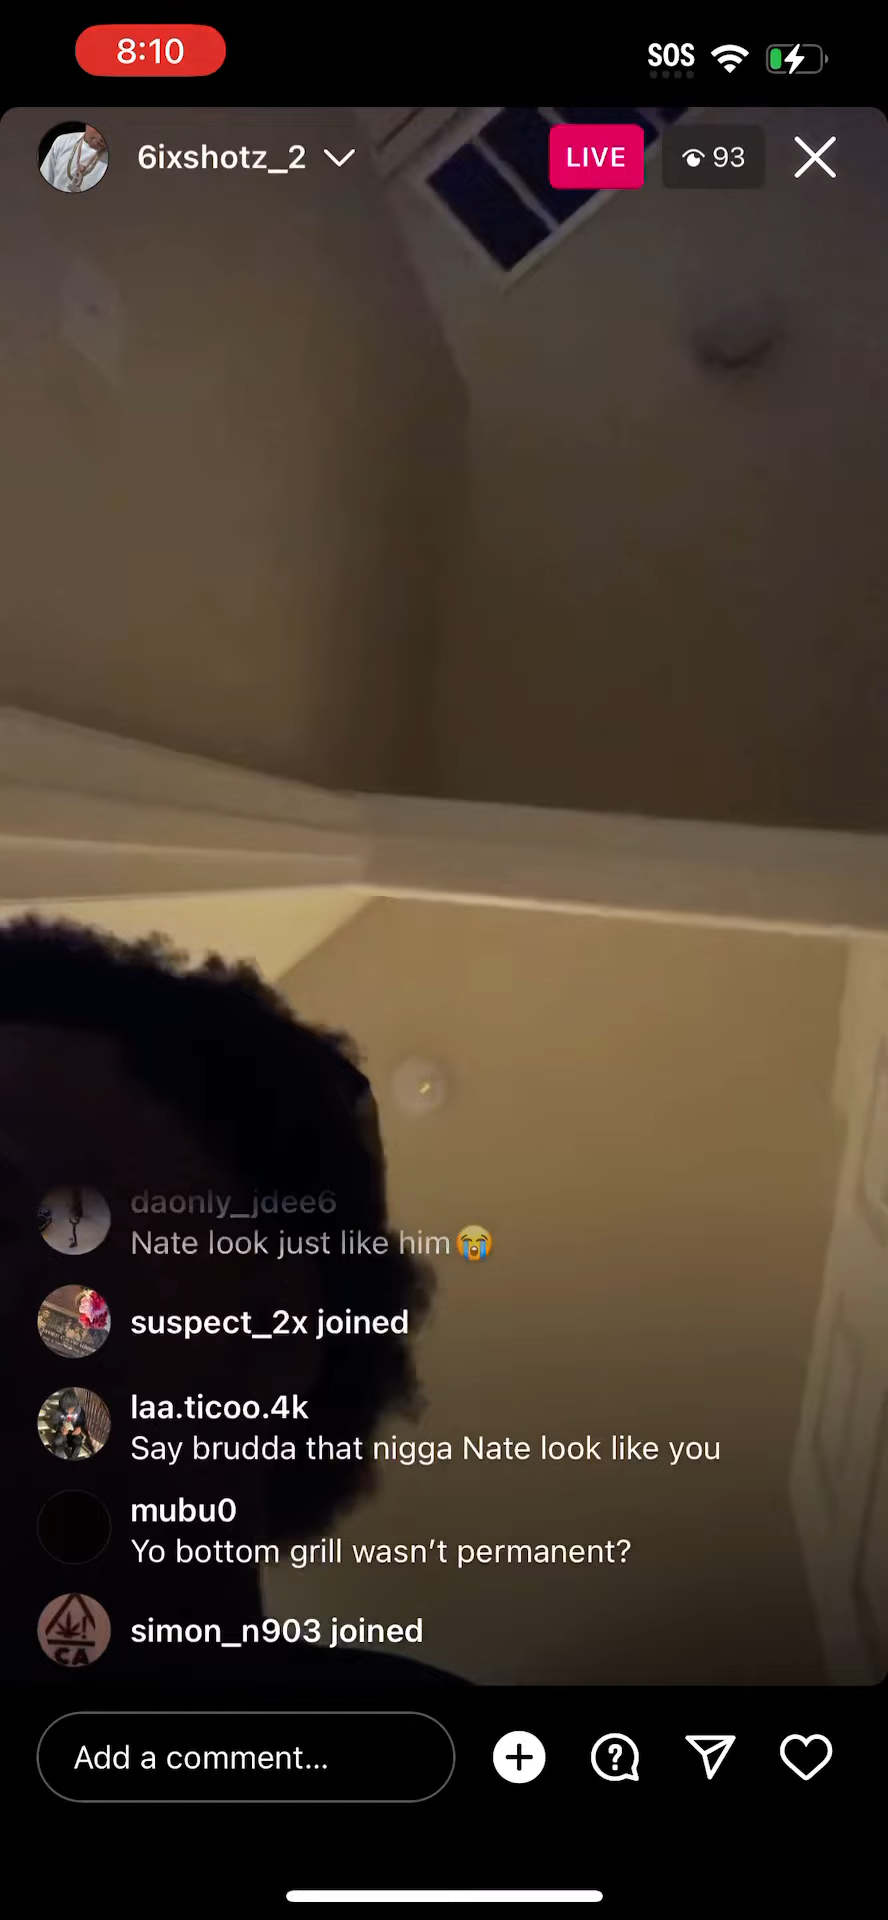 8:10
SOS
6ixshotz_2
LIVE
93
daonly_jdee6
Nate look just like him😭
suspect_2x joined
laa.ticoo.4k
Say brudda that nigga Nate look like you
mubu0
Yo bottom grill wasn't permanent?
simon_n903 joined
CA
Add a comment...